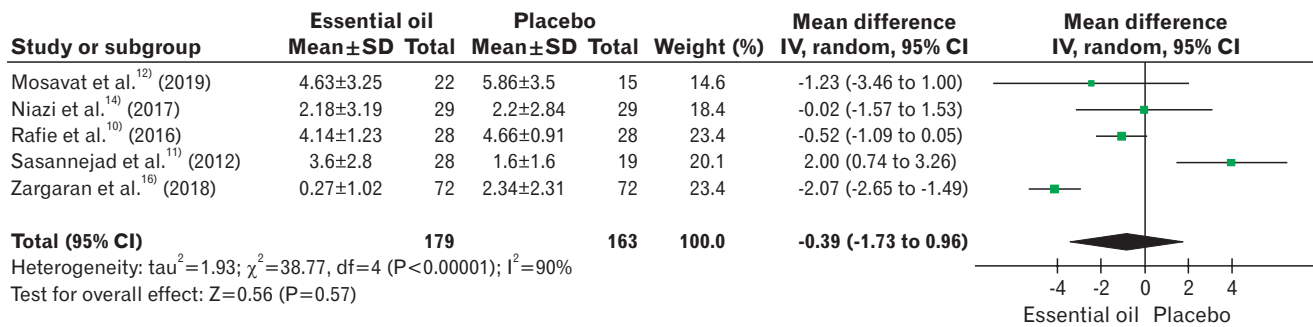 Essential oil Placebo Mean difference Mean difference
Study or subgroup Mean±SD Total Mean±SD Total Weight (%) IV, random, 95% CI IV, random, 95% CI
Mosavat et al.12) (2019) 4.63±3.25 22 5.86±3.5 15 14.6 -1.23 (-3.46 to 1.00)
Niazi et al.14) (2017) 2.18±3.19 29 2.2±2.84 29 18.4 -0.02 (-1.57 to 1.53)
Rafie et al.10) (2016) 4.14±1.23 28 4.66±0.91 28 23.4 -0.52 (-1.09 to 0.05)
Sasannejad et al.11) (2012) 3.6±2.8 28 1.6±1.6 19 20.1 2.00 (0.74 to 3.26)
Zargaran et al.16) (2018) 0.27±1.02 72 2.34±2.31 72 23.4 -2.07 (-2.65 to -1.49)
Total (95% CI) 179 163 100.0 -0.39 (-1.73 to 0.96)
Heterogeneity: tau²=1.93; χ²=38.77, df=4 (P<0.00001); I²=90%
Test for overall effect: Z=0.56 (P=0.57)
-4 -2 0 2 4
Essential oil Placebo